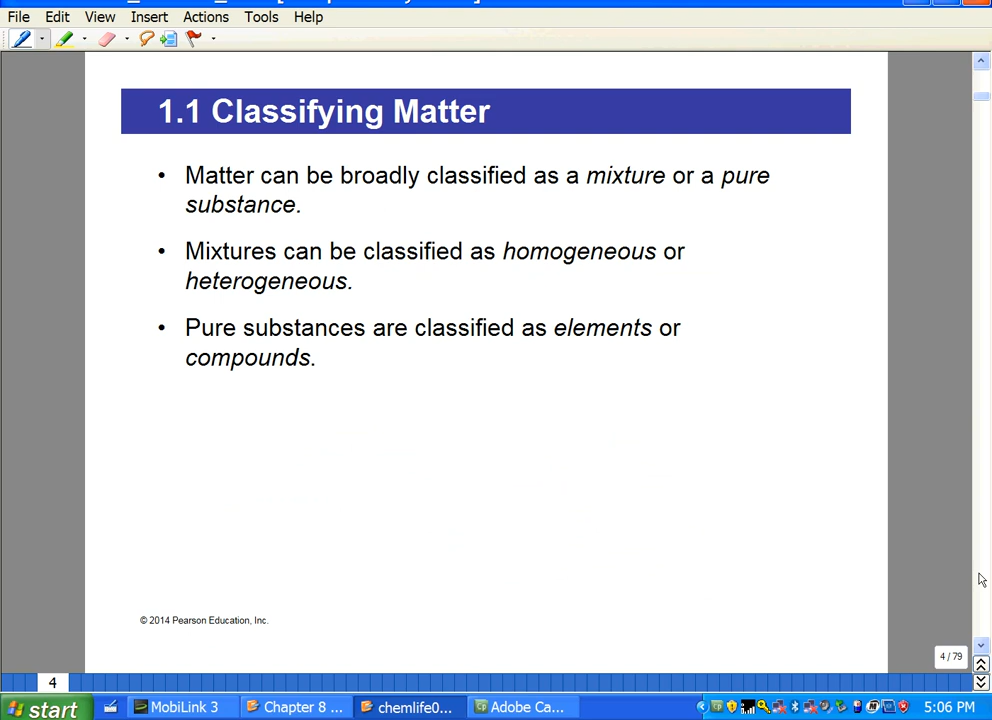 File Edit View Insert Actions Tools Help
1.1 Classifying Matter
• Matter can be broadly classified as a mixture or a pure
substance.
• Mixtures can be classified as homogeneous or
heterogeneous.
• Pure substances are classified as elements or
compounds.
© 2014 Pearson Education, Inc.
4 / 79
4
start MobiLink 3 Chapter 8 ... chemlife0... Adobe Ca... 5:06 PM